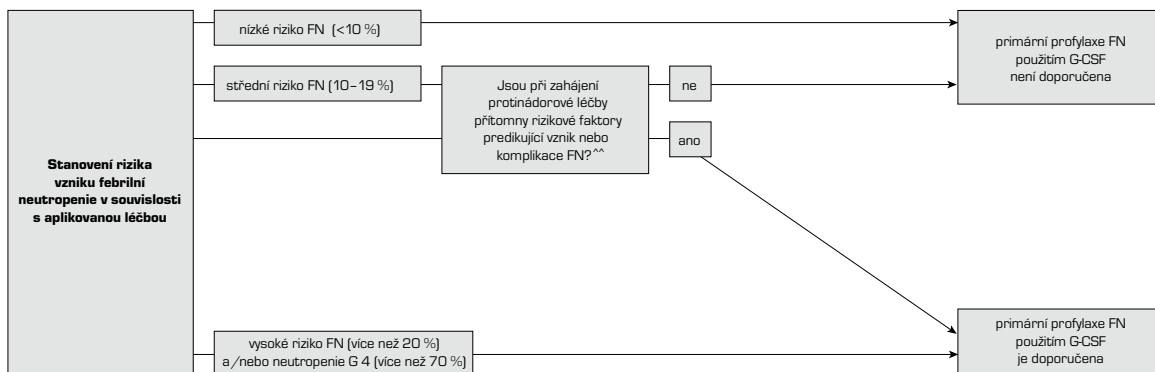 Stanovení rizika
vzniku febrilní
neutropenie v souvislosti
s aplikovanou léčbou
nízké riziko FN (<10 %)
střední riziko FN (10–19 %)
Jsou při zahájení
protinádorové léčby
přítomny rizikové faktory
predikující vznik nebo
komplikace FN?^^
ne
ano
primární profylaxe FN
použitím G-CSF
není doporučena
vysoké riziko FN (více než 20 %)
a/nebo neutropenie G 4 (více než 70 %)
primární profylaxe FN
použitím G-CSF
je doporučena